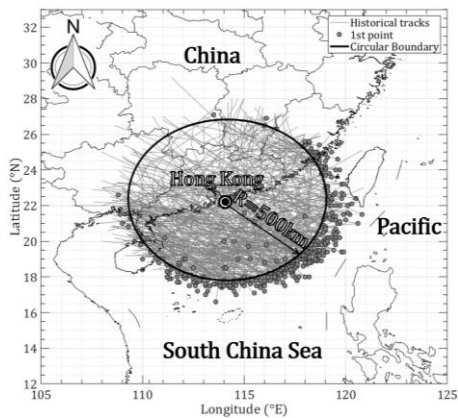 33
32
30
28
26
24
22
20
18
16
14
12
Latitude (°N)
N
China
Historical tracks
1st point
Circular Boundary
Hong Kong
R=500km
Pacific
South China Sea
105
110
115
120
125
Longitude (°E)